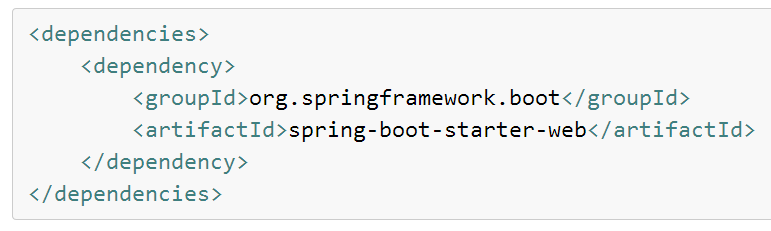 <dependencies>
    <dependency>
        <groupId>org.springframework.boot</groupId>
        <artifactId>spring-boot-starter-web</artifactId>
    </dependency>
</dependencies>